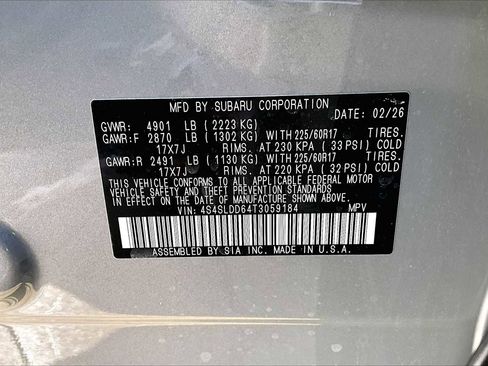 MFD BY SUBARU CORPORATION
DATE: 02/26
GVWR: 4901 LB (2223 KG)
GAWR:F 2870 LB (1302 KG) WITH 225/60R17 TIRES.
17X7J RIMS. AT 230 KPA (33 PSI) COLD
GAWR:R 2491 LB (1130 KG) WITH 225/60R17 TIRES.
17X7J RIMS. AT 220 KPA (32 PSI) COLD
THIS VEHICLE CONFORMS TO ALL APPLICABLE FEDERAL MOTOR
VEHICLE SAFETY AND THEFT PREVENTION STANDARDS
IN EFFECT ON THE DATE OF MANUFACTURE SHOWN ABOVE.
VIN: 4S4SLDD64T3059184 MPV
ASSEMBLED BY SIA INC. MADE IN U.S.A.